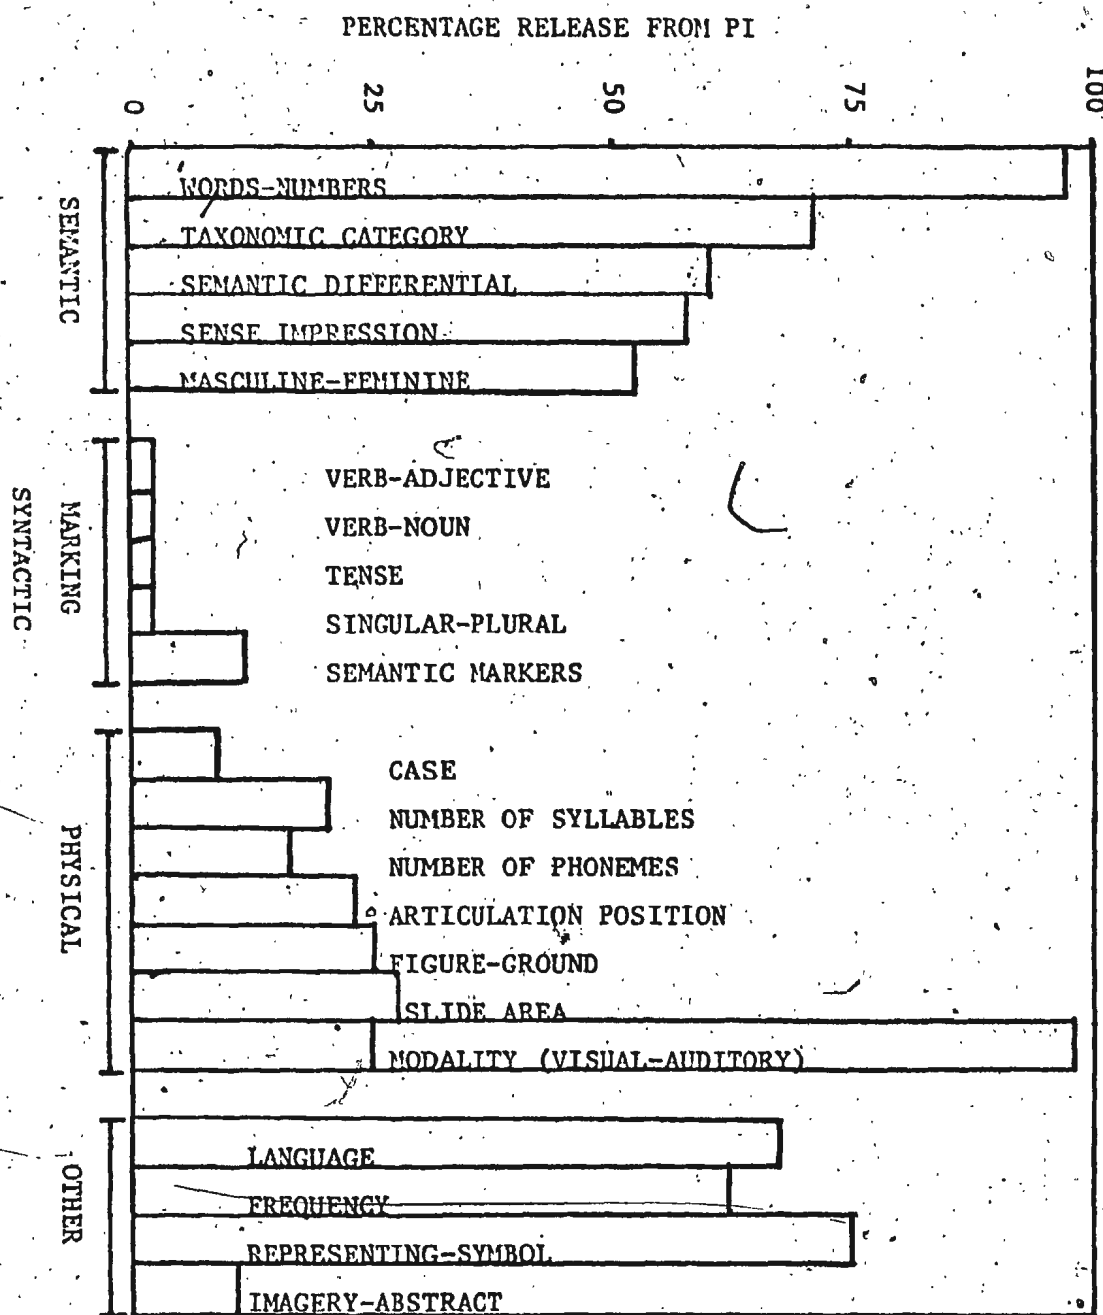 PERCENTAGE RELEASE FROM PI
0 25 50 75 100
SEMANTIC
WORDS-NUMBERS
TAXONOMIC CATEGORY
SEMANTIC DIFFERENTIAL
SENSE IMPRESSION
MASCULINE-FEMININE
MARKING
SYNTACTIC
VERB-ADJECTIVE
VERB-NOUN
TENSE
SINGULAR-PLURAL
SEMANTIC MARKERS
PHYSICAL
CASE
NUMBER OF SYLLABLES
NUMBER OF PHONEMES
ARTICULATION POSITION
FIGURE-GROUND
SLIDE AREA
MODALITY (VISUAL-AUDITORY)
OTHER
LANGUAGE
FREQUENCY
REPRESENTING-SYMBOL
IMAGERY-ABSTRACT